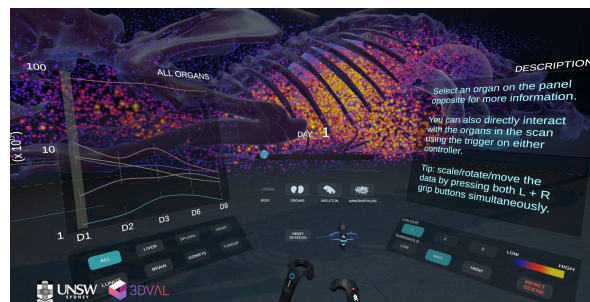 100
ALL ORGANS
(x 10⁵)
10
1
D1
D2
D3
D6
D9
ALL
LIVER
SPLEEN
HEART
LUNGS
BRAIN
KIDNEYS
TUMOUR
UNSW
SYDNEY
3DVAL
DAY 1
BODY
ORGANS
SKELETON
NANOPARTICLES
RESET
ROTATION
DESCRIPTION
Select an organ on the panel
opposite for more information.
You can also directly interact
with the organs in the scan
using the trigger on either
controller.
Tip: scale/rotate/move the
data by pressing both L + R
grip buttons simultaneously.
COLOUR
1
2
3
THRESHOLD
LOW
MED
HIGH
LOW
HIGH
RESET
SCENE